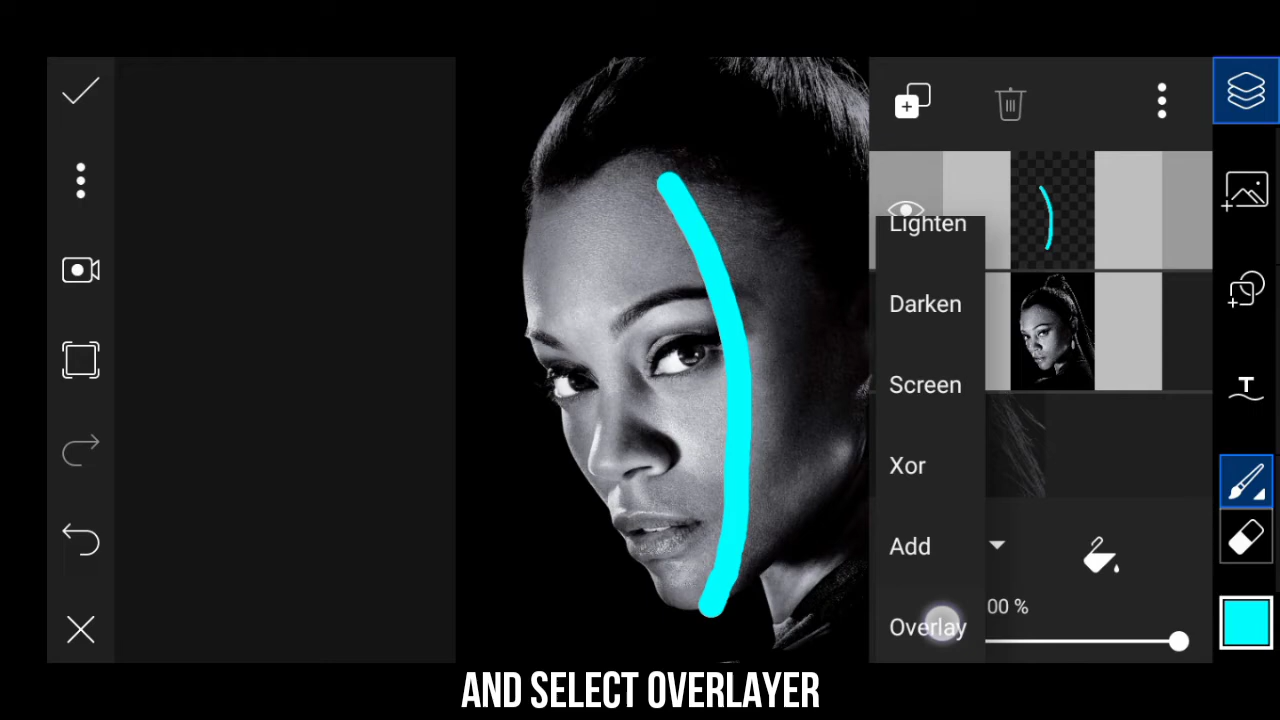 Lighten
Darken
Screen
Xor
Add
00 %
Overlay
T
AND SELECT OVERLAYER